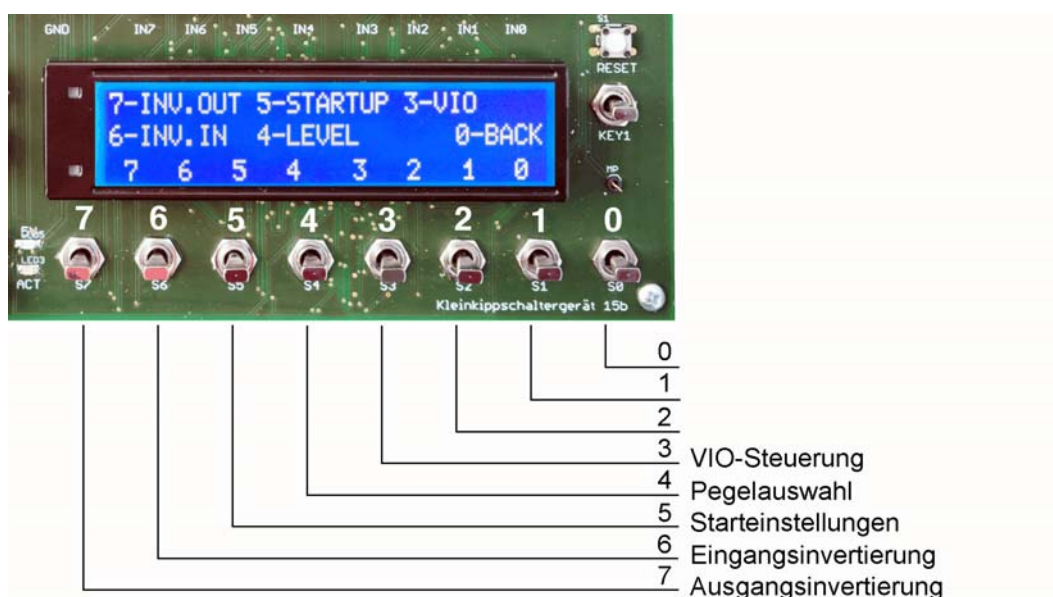 GND IN7 IN6 IN5 IN4 IN3 IN2 IN1 IN0
S1
RESET
KEY1
MP
7-INV.OUT 5-STARTUP 3-VIO
6-INV.IN 4-LEVEL 0-BACK
7 6 5 4 3 2 1 0
7 6 5 4 3 2 1 0
LED3
ACT
S7 S6 S5 S4 S3 S2 S1 S0
Kleinkippschaltergerät 15b
0
1
2
3 VIO-Steuerung
4 Pegelauswahl
5 Starteinstellungen
6 Eingangsinvertierung
7 Ausgangsinvertierung